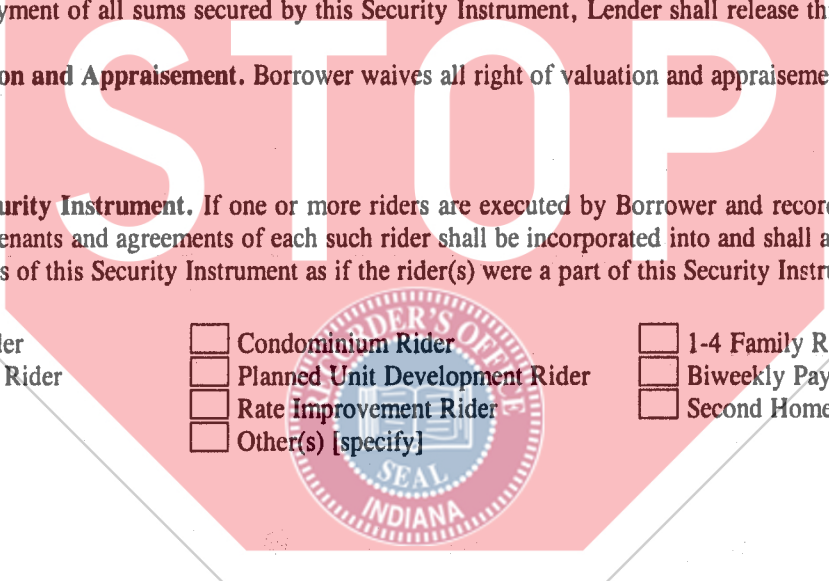 yment of all sums secured by this Security Instrument, Lender shall release th
STOP
on and Appraisement. Borrower waives all right of valuation and appraiseme
urity Instrument. If one or more riders are executed by Borrower and recor
enants and agreements of each such rider shall be incorporated into and shall a
s of this Security Instrument as if the rider(s) were a part of this Security Instr
er Condominium Rider 1-4 Family R
Rider Planned Unit Development Rider Biweekly Pay
Rate Improvement Rider Second Home
Other(s) [specify]
RECORDER'S OFFICE
SEAL
INDIANA